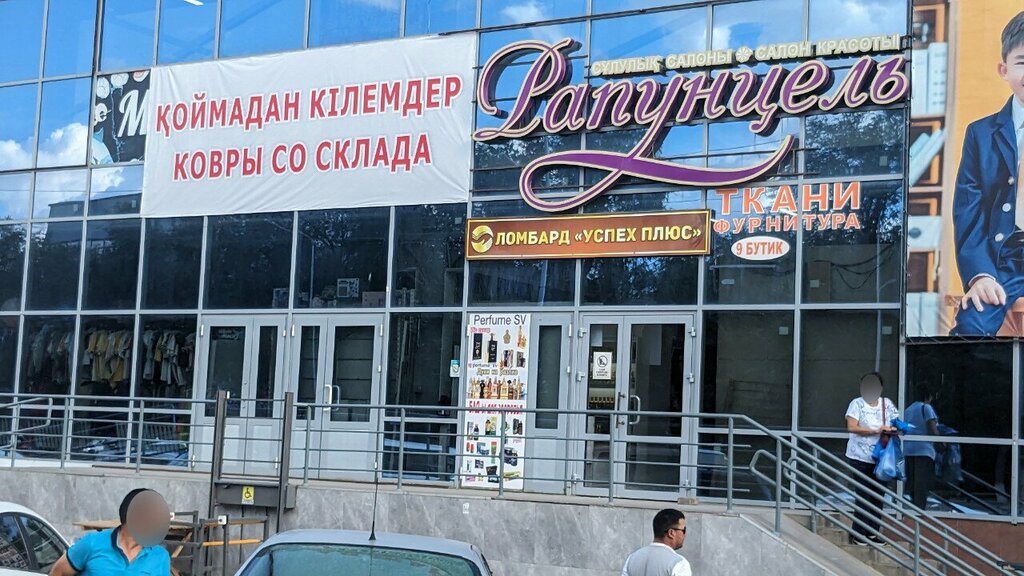 ҚОЙМАДАН КІЛЕМДЕР
КОВРЫ СО СКЛАДА
СҰЛУЛЫҚ САЛОНЫ САЛОН КРАСОТЫ
Рапунцель
ТКАНИ
ФУРНИТУРА
9 БУТИК
ЛОМБАРД «УСПЕХ ПЛЮС»
Perfume SV